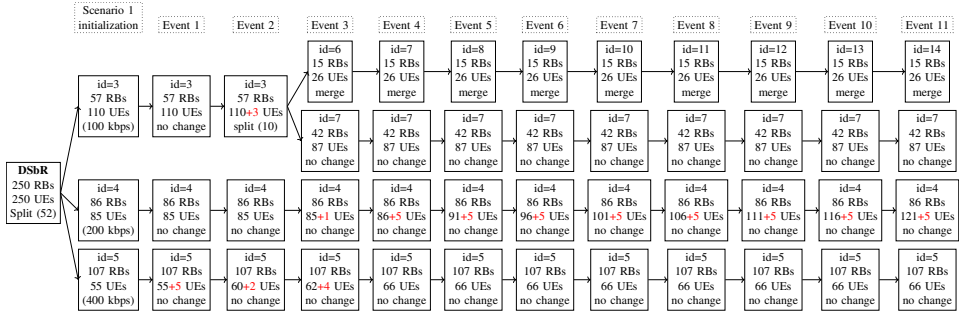 Scenario 1
initialization
Event 1
Event 2
Event 3
Event 4
Event 5
Event 6
Event 7
Event 8
Event 9
Event 10
Event 11
id=6
15 RBs
26 UEs
merge
id=7
15 RBs
26 UEs
merge
id=8
15 RBs
26 UEs
merge
id=9
15 RBs
26 UEs
merge
id=10
15 RBs
26 UEs
merge
id=11
15 RBs
26 UEs
merge
id=12
15 RBs
26 UEs
merge
id=13
15 RBs
26 UEs
merge
id=14
15 RBs
26 UEs
merge
id=3
57 RBs
110 UEs
(100 kbps)
id=3
57 RBs
110 UEs
no change
id=3
57 RBs
110+3 UEs
split (10)
id=7
42 RBs
87 UEs
no change
id=7
42 RBs
87 UEs
no change
id=7
42 RBs
87 UEs
no change
id=7
42 RBs
87 UEs
no change
id=7
42 RBs
87 UEs
no change
id=7
42 RBs
87 UEs
no change
id=7
42 RBs
87 UEs
no change
id=7
42 RBs
87 UEs
no change
id=7
42 RBs
87 UEs
no change
DSbR
250 RBs
250 UEs
Split (52)
id=4
86 RBs
85 UEs
(200 kbps)
id=4
86 RBs
85 UEs
no change
id=4
86 RBs
85 UEs
no change
id=4
86 RBs
85+1 UEs
no change
id=4
86 RBs
86+5 UEs
no change
id=4
86 RBs
91+5 UEs
no change
id=4
86 RBs
96+5 UEs
no change
id=4
86 RBs
101+5 UEs
no change
id=4
86 RBs
106+5 UEs
no change
id=4
86 RBs
111+5 UEs
no change
id=4
86 RBs
116+5 UEs
no change
id=4
86 RBs
121+5 UEs
no change
id=5
107 RBs
55 UEs
(400 kbps)
id=5
107 RBs
55+5 UEs
no change
id=5
107 RBs
60+2 UEs
no change
id=5
107 RBs
62+4 UEs
no change
id=5
107 RBs
66 UEs
no change
id=5
107 RBs
66 UEs
no change
id=5
107 RBs
66 UEs
no change
id=5
107 RBs
66 UEs
no change
id=5
107 RBs
66 UEs
no change
id=5
107 RBs
66 UEs
no change
id=5
107 RBs
66 UEs
no change
id=5
107 RBs
66 UEs
no change